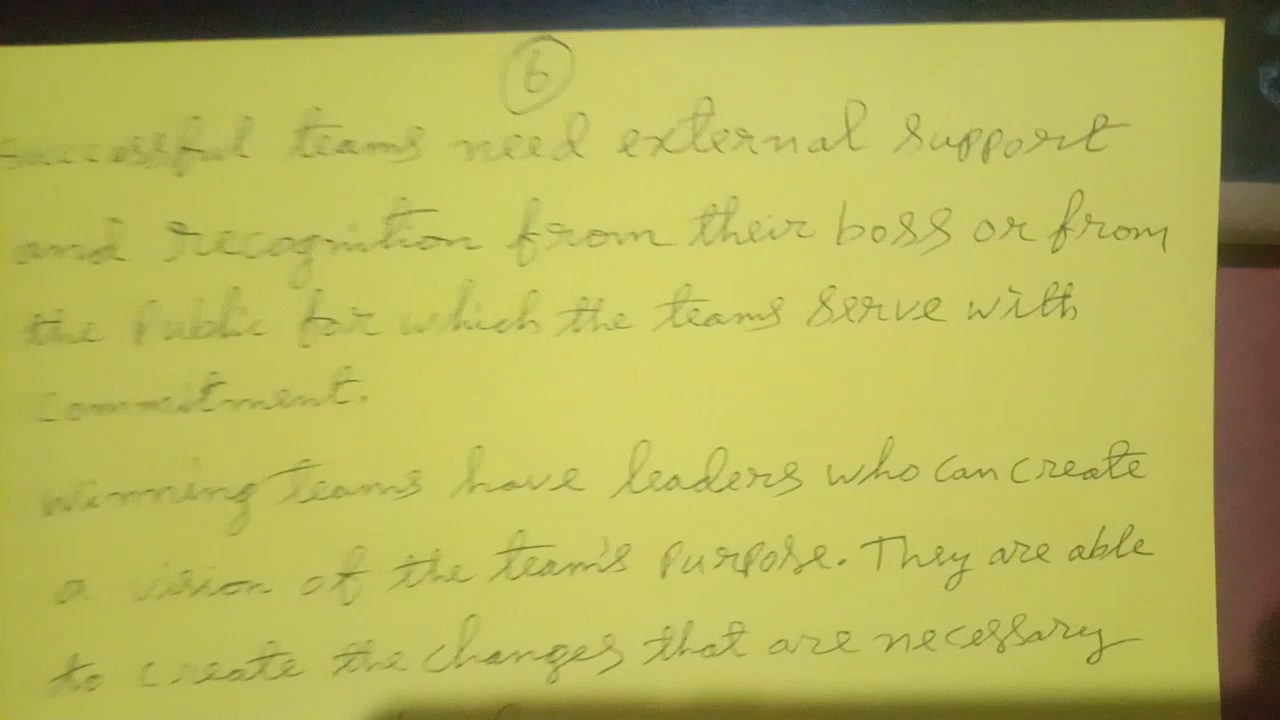 6
Successful teams need external support
and recognition from their boss or from
the Public for which the teams serve with
commitment.
Winning Teams have leaders who can create
a vision of the team's purpose. They are able
to create the changes that are necessary